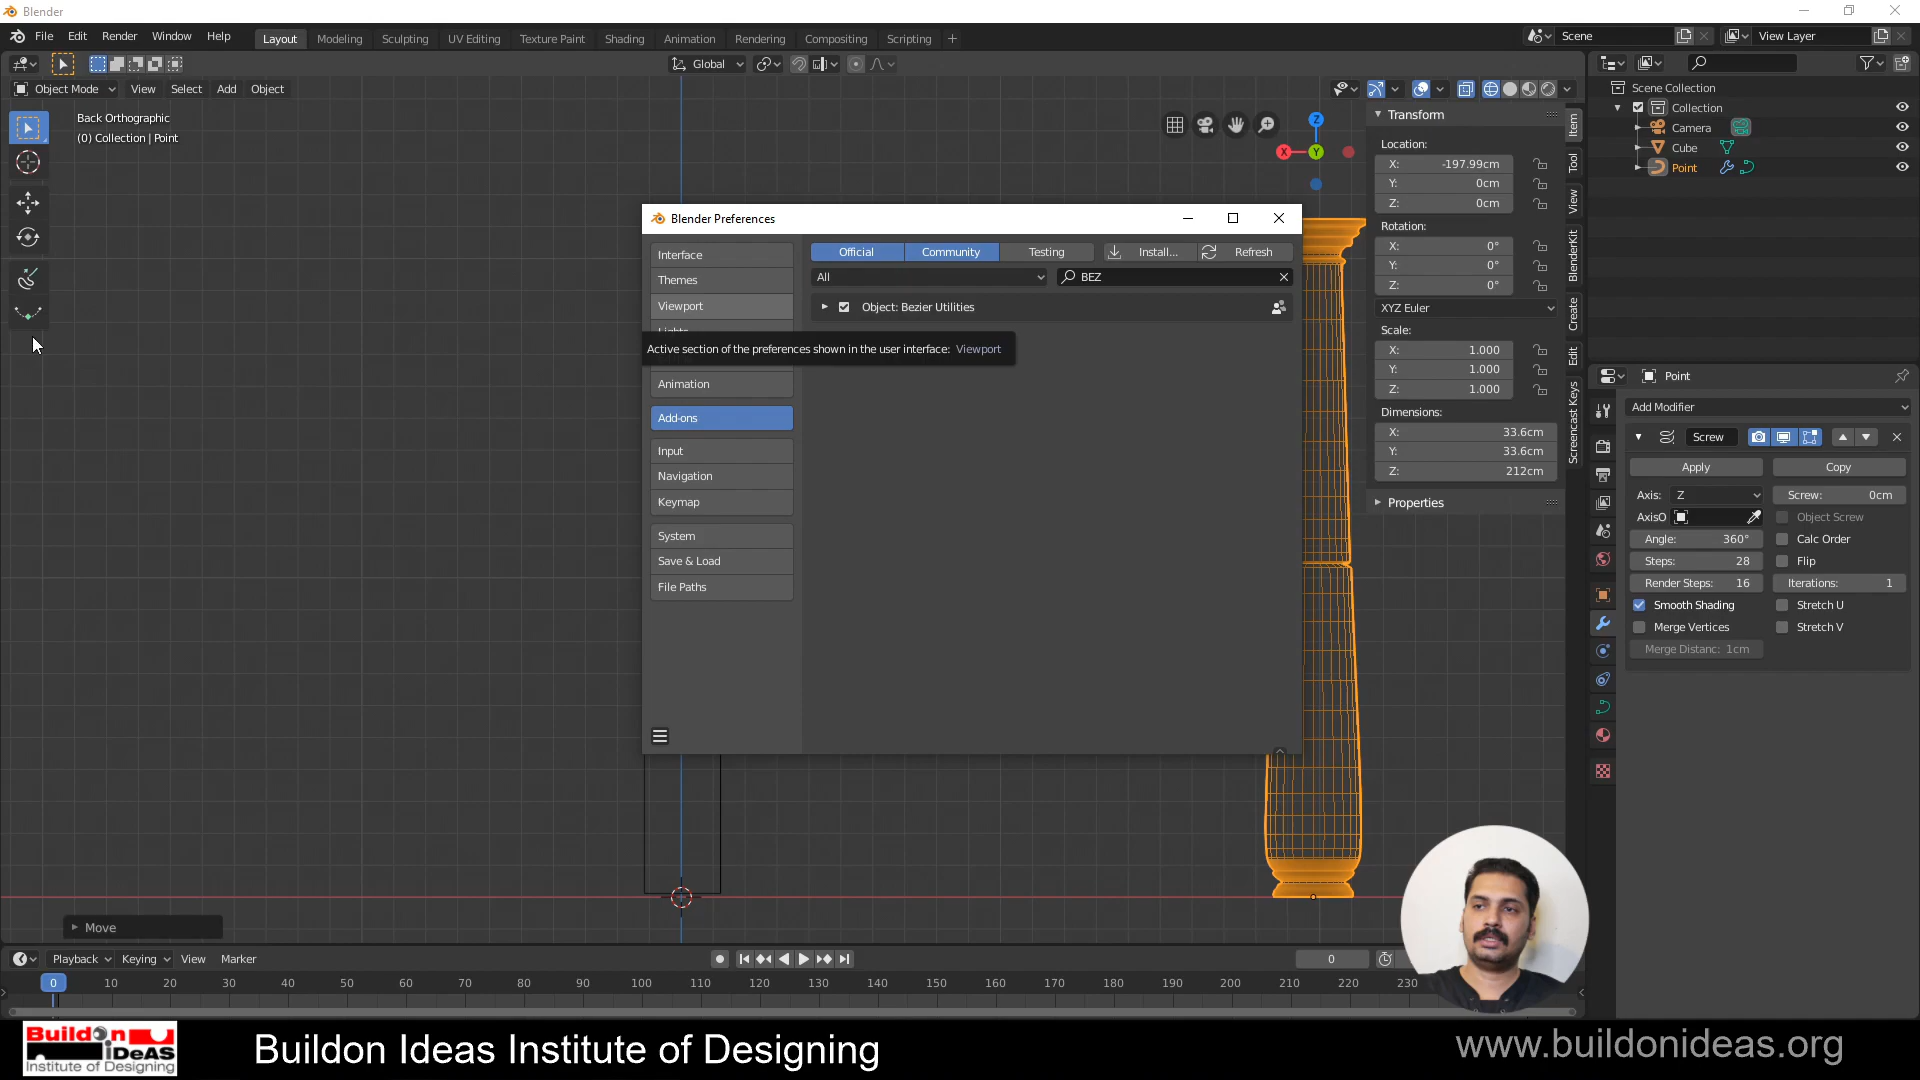 Blender
File Edit Render Window Help Layout Modeling Sculpting UV Editing Texture Paint Shading Animation Rendering Compositing Scripting + Scene View Layer
Global
Object Mode View Select Add Object
Back Orthographic
(0) Collection | Point
Z
X Y
Item
Tool
View
BlenderKit
Create
Edit
Screencast Keys
Transform
Location:
X: -197.99cm
Y: 0cm
Z: 0cm
Rotation:
X: 0°
Y: 0°
Z: 0°
XYZ Euler
Scale:
X: 1.000
Y: 1.000
Z: 1.000
Dimensions:
X: 33.6cm
Y: 33.6cm
Z: 212cm
Properties
Scene Collection
Collection
Camera
Cube
Point
Blender Preferences
Interface
Themes
Viewport
Lights
Animation
Add-ons
Input
Navigation
Keymap
System
Save & Load
File Paths
Official Community Testing Install... Refresh
All BEZ
Object: Bezier Utilities
Active section of the preferences shown in the user interface: Viewport
Point
Add Modifier
Screw
Apply Copy
Axis: Z Screw: 0cm
AxisO Object Screw
Angle: 360° Calc Order
Steps: 28 Flip
Render Steps: 16 Iterations: 1
Smooth Shading Stretch U
Merge Vertices Stretch V
Merge Distanc: 1cm
Move
Playback Keying View Marker 0
0 10 20 30 40 50 60 70 80 90 100 110 120 130 140 150 160 170 180 190 200 210 220 230
Buildon
iDeAS
Institute of Designing
Buildon Ideas Institute of Designing
www.buildonideas.org